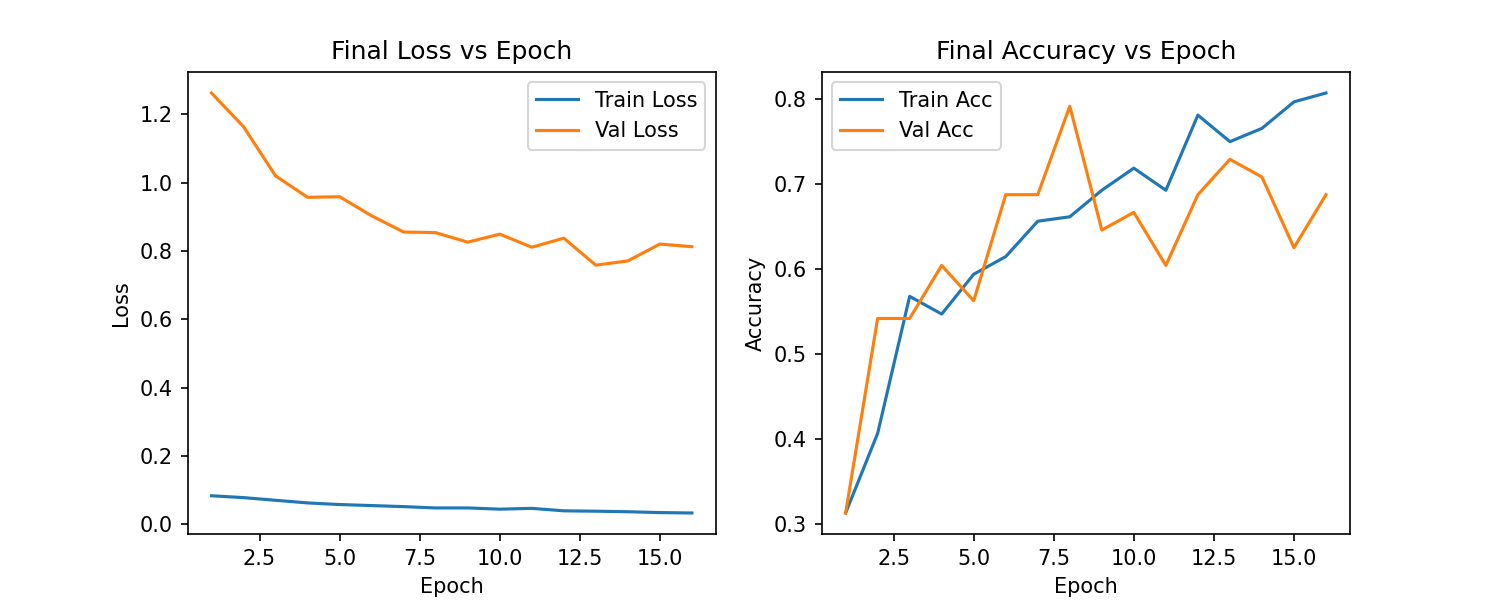 Final Loss vs Epoch
Train Loss
Val Loss
1.2
1.0
0.8
0.6
0.4
0.2
0.0
Loss
2.5 5.0 7.5 10.0 12.5 15.0
Epoch
Final Accuracy vs Epoch
Train Acc
Val Acc
0.8
0.7
0.6
0.5
0.4
0.3
Accuracy
2.5 5.0 7.5 10.0 12.5 15.0
Epoch